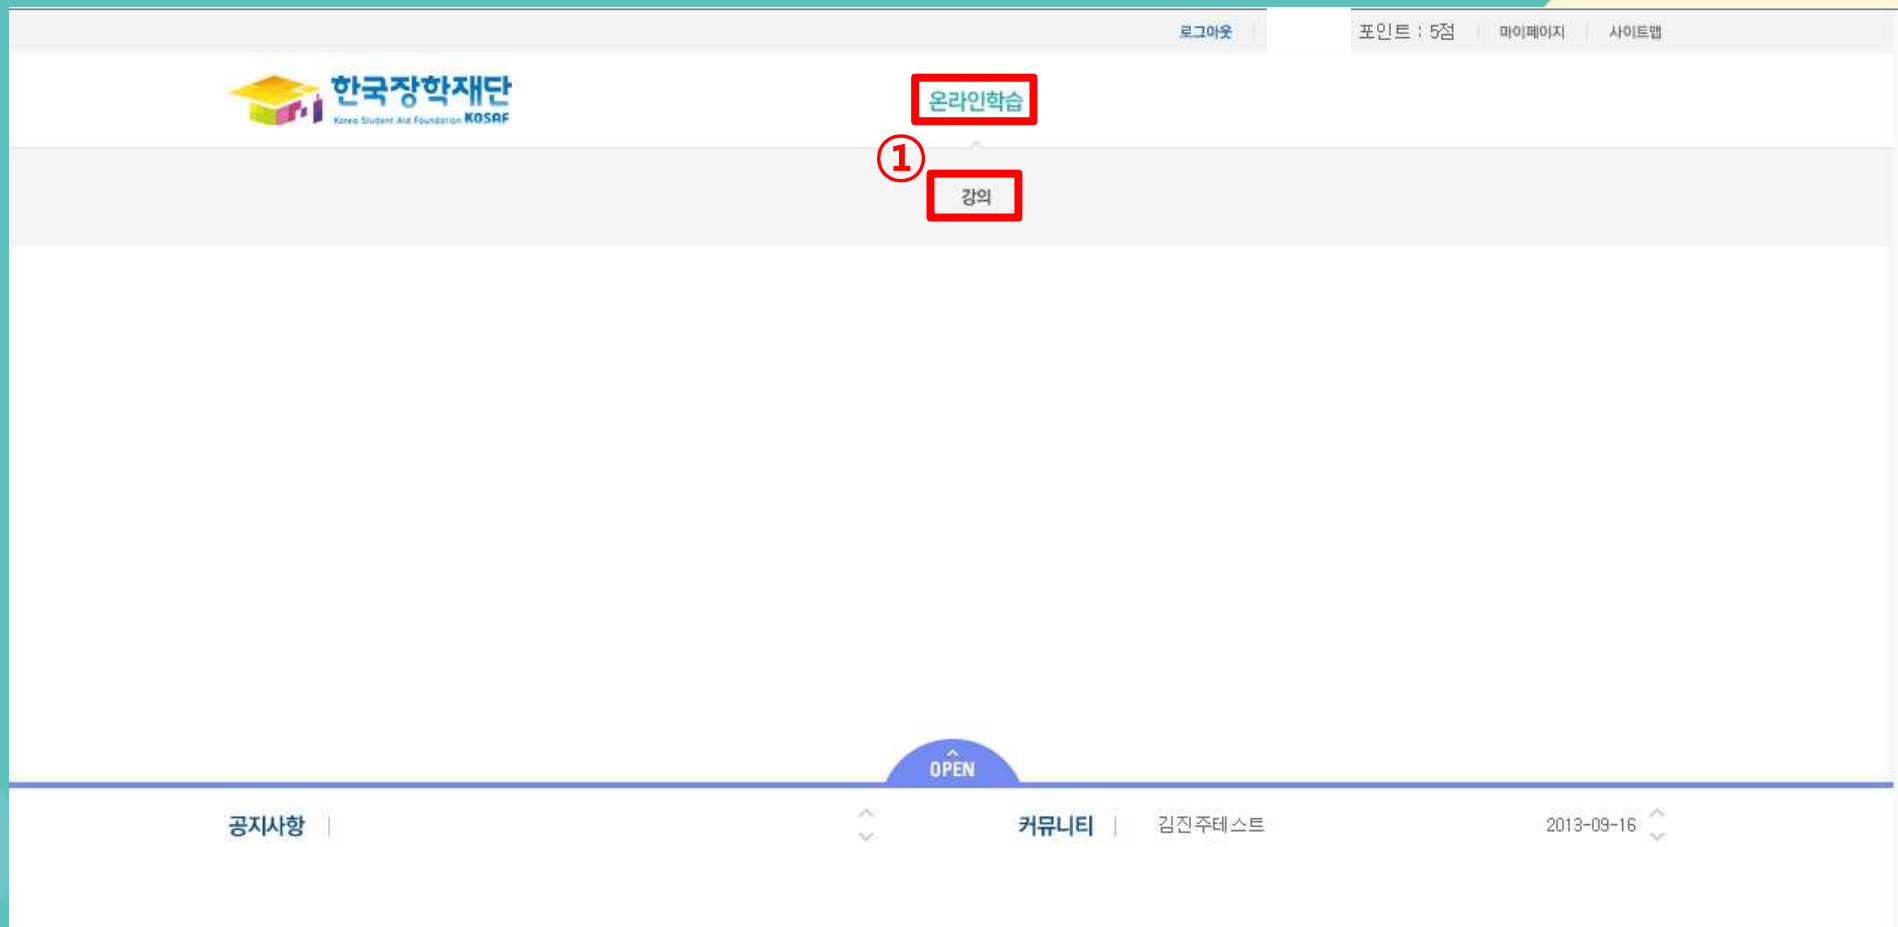 로그아웃 포인트 : 5점 마이페이지 사이트맵
한국장학재단
Korea Student Aid Foundation KOSAF
온라인학습
①
강의
OPEN
공지사항 커뮤니티 김진주테스트 2013-09-16